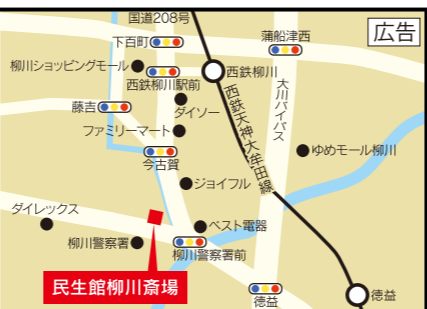 国道208号
広告
下百町
蒲船津西
柳川ショッピングモール
西鉄柳川
西鉄柳川駅前
大川バイパス
藤吉
ダイソー
西鉄天神大牟田線
ファミリーマート
今古賀
ゆめモール柳川
ジョイフル
ダイレックス
ベスト電器
柳川警察署
柳川警察署前
民生館柳川斎場
徳益
徳益